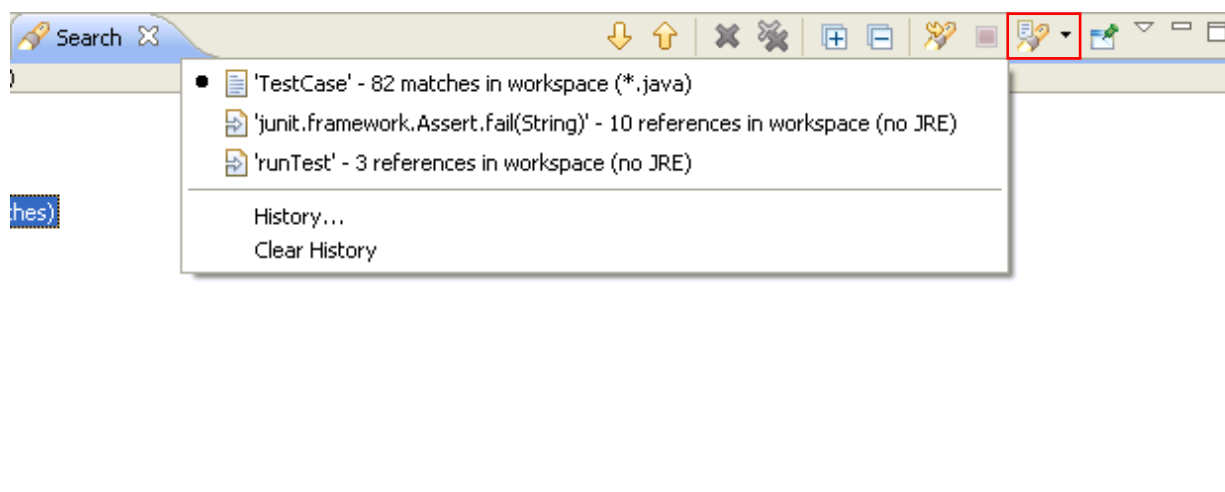 Search
)
'TestCase' - 82 matches in workspace (*.java)
'junit.framework.Assert.fail(String)' - 10 references in workspace (no JRE)
'runTest' - 3 references in workspace (no JRE)
hes)
History...
Clear History